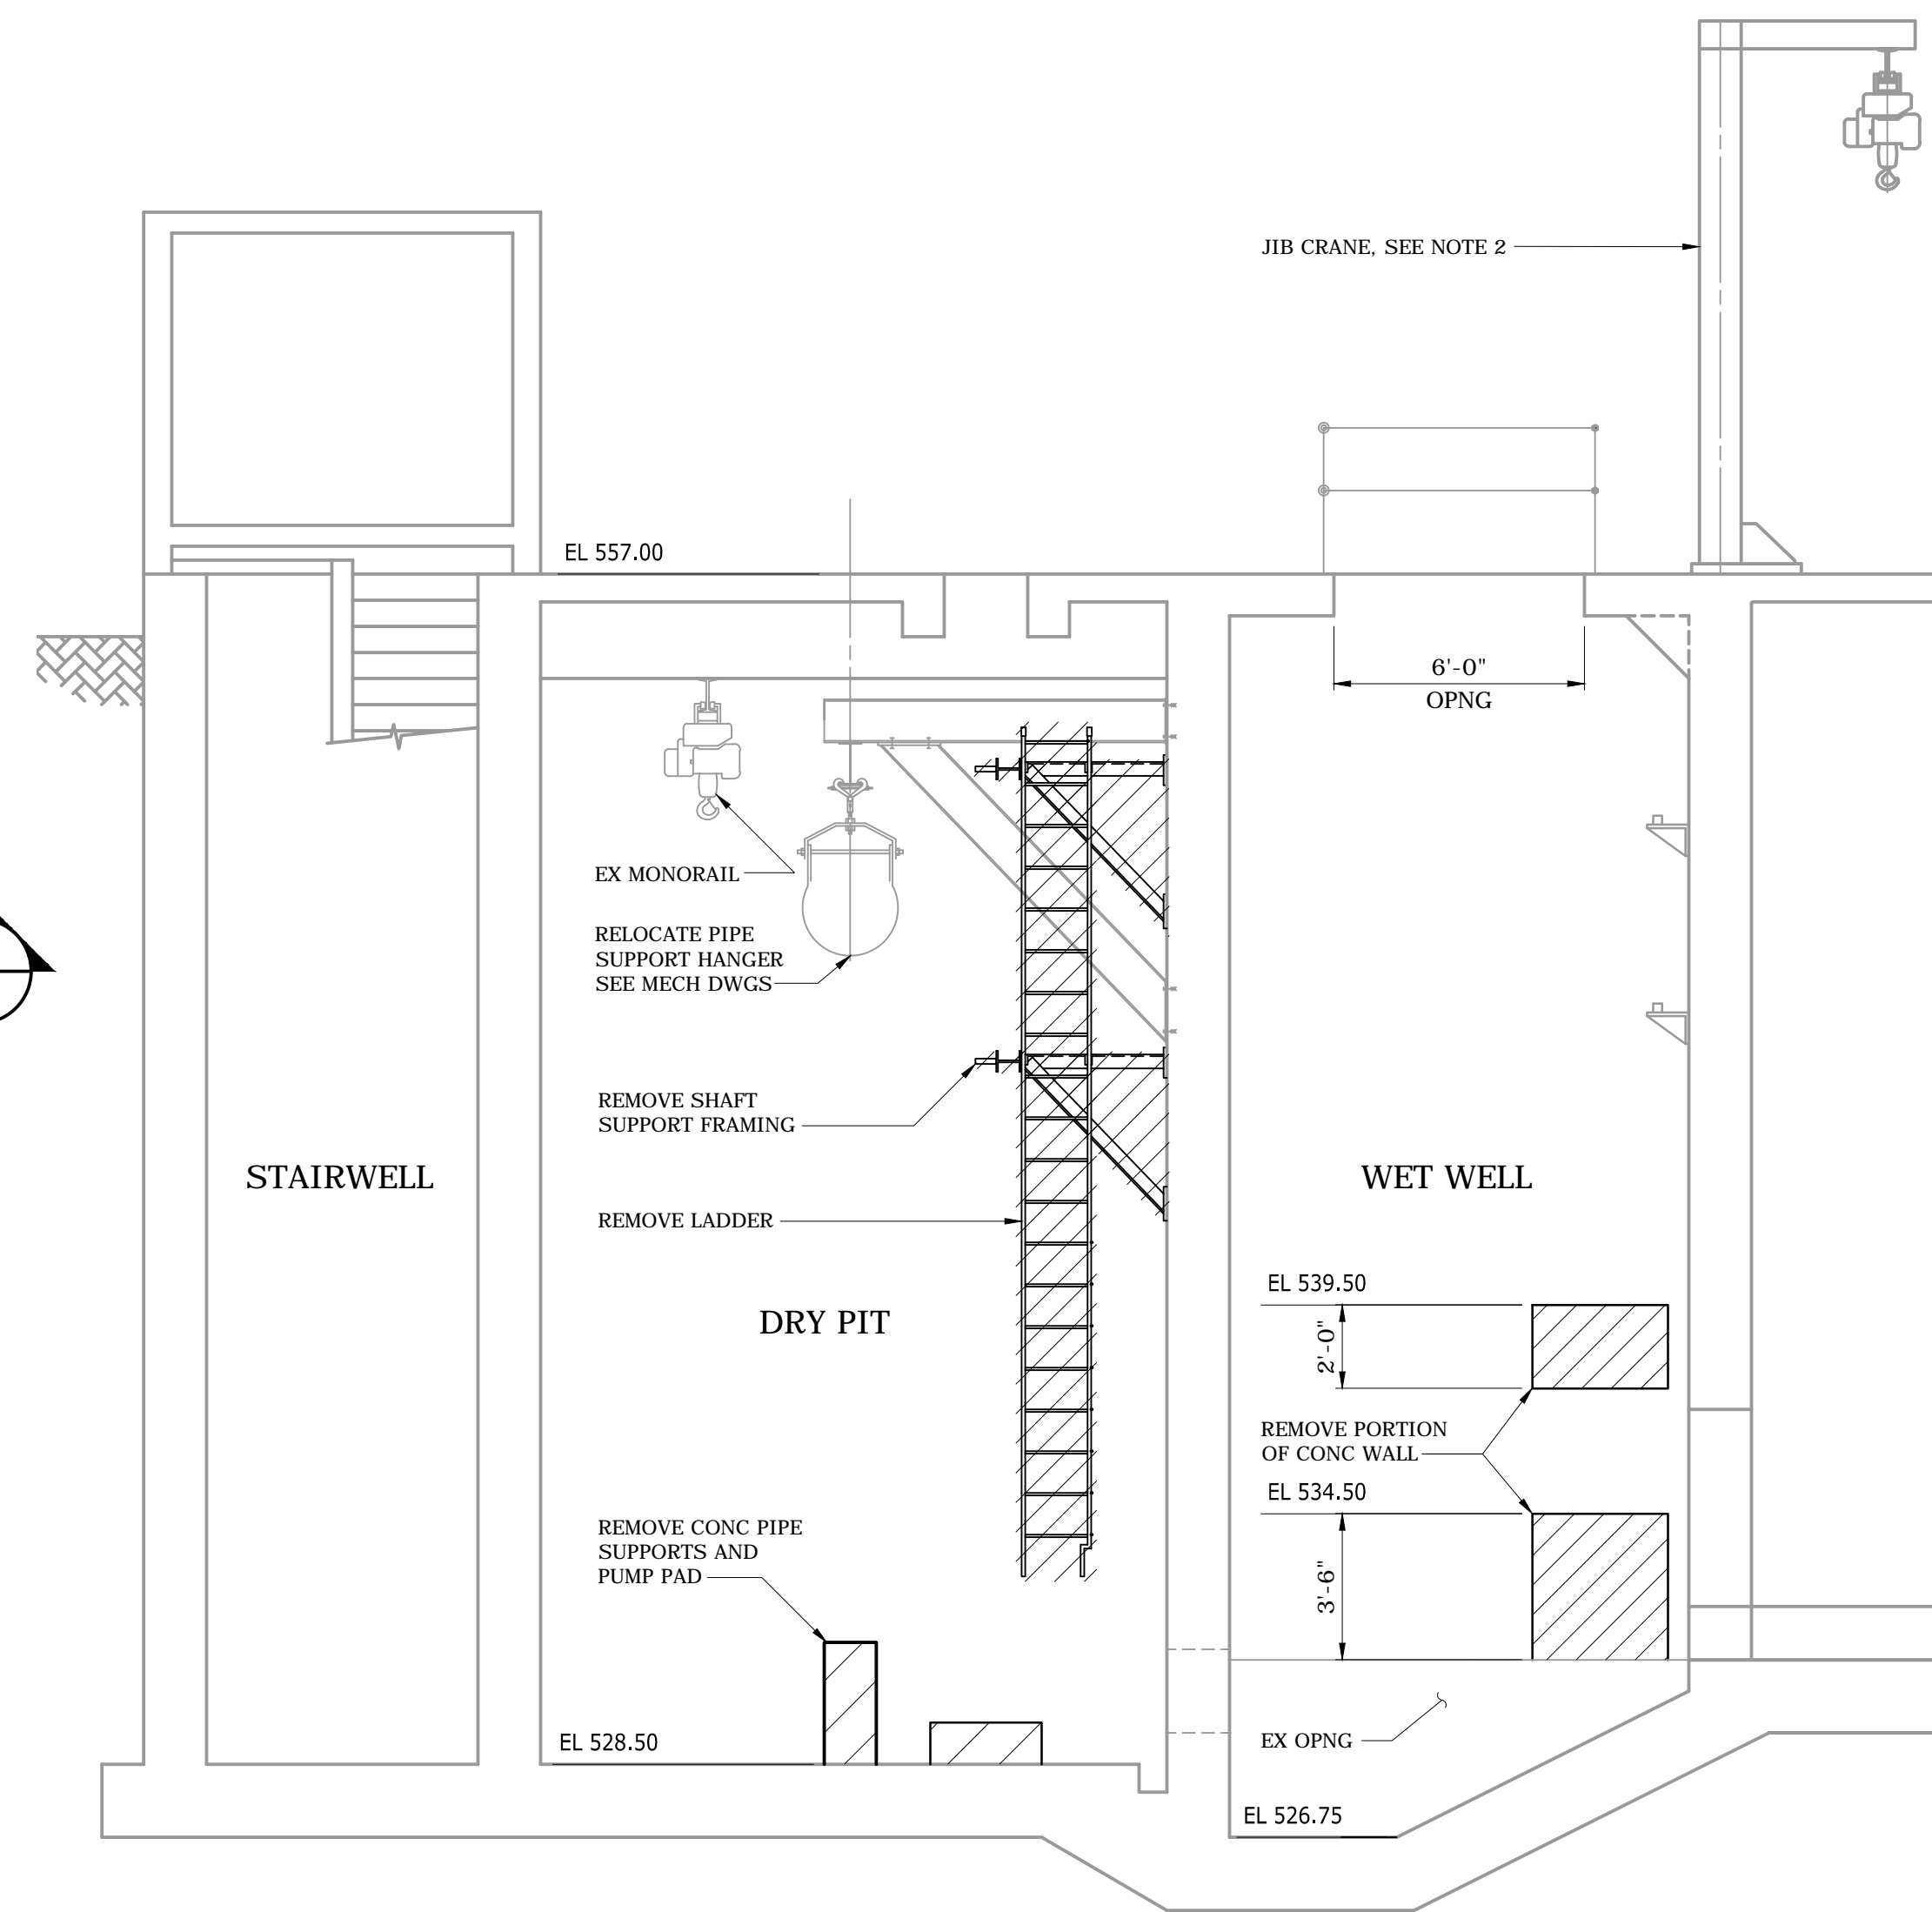 JIB CRANE, SEE NOTE 2
EL 557.00
6'-0"
OPNG
EX MONORAIL
RELOCATE PIPE
SUPPORT HANGER
SEE MECH DWGS
REMOVE SHAFT
SUPPORT FRAMING
STAIRWELL
WET WELL
REMOVE LADDER
EL 539.50
DRY PIT
2'-0"
REMOVE PORTION
OF CONC WALL
EL 534.50
REMOVE CONC PIPE
SUPPORTS AND
PUMP PAD
3'-6"
EL 528.50
EX OPNG
EL 526.75